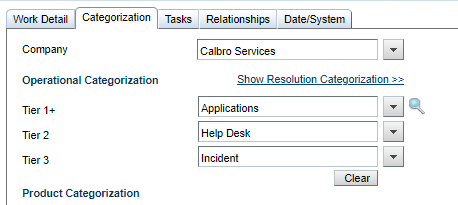 Work Detail Categorization Tasks Relationships Date/System
Company Calbro Services
Operational Categorization Show Resolution Categorization >>
Tier 1+ Applications
Tier 2 Help Desk
Tier 3 Incident
Clear
Product Categorization